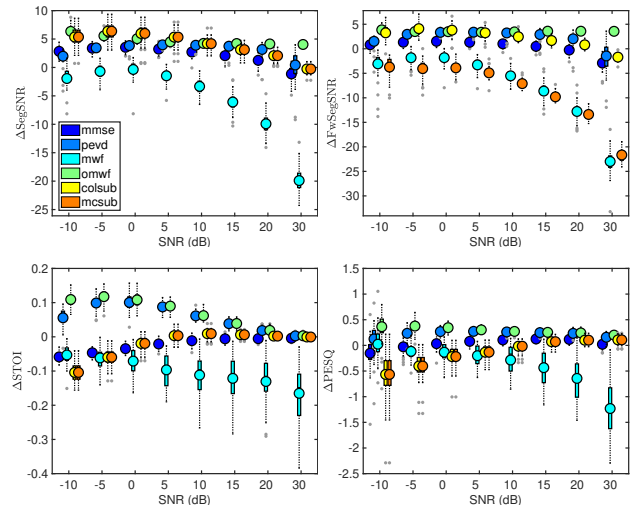 10
5
0
-5
-10
-15
-20
-25
ΔSegSNR
mmse
pevd
mwf
omwf
colsub
mcsub
-10 -5 0 5 10 15 20 30
SNR (dB)
5
0
-5
-10
-15
-20
-25
-30
ΔFwSegSNR
-10 -5 0 5 10 15 20 30
SNR (dB)
0.2
0.1
0
-0.1
-0.2
-0.3
-0.4
ΔSTOI
-10 -5 0 5 10 15 20 30
SNR (dB)
1.5
1.0
0.5
0
-0.5
-1.0
-1.5
-2.0
-2.5
ΔPESQ
-10 -5 0 5 10 15 20 30
SNR (dB)